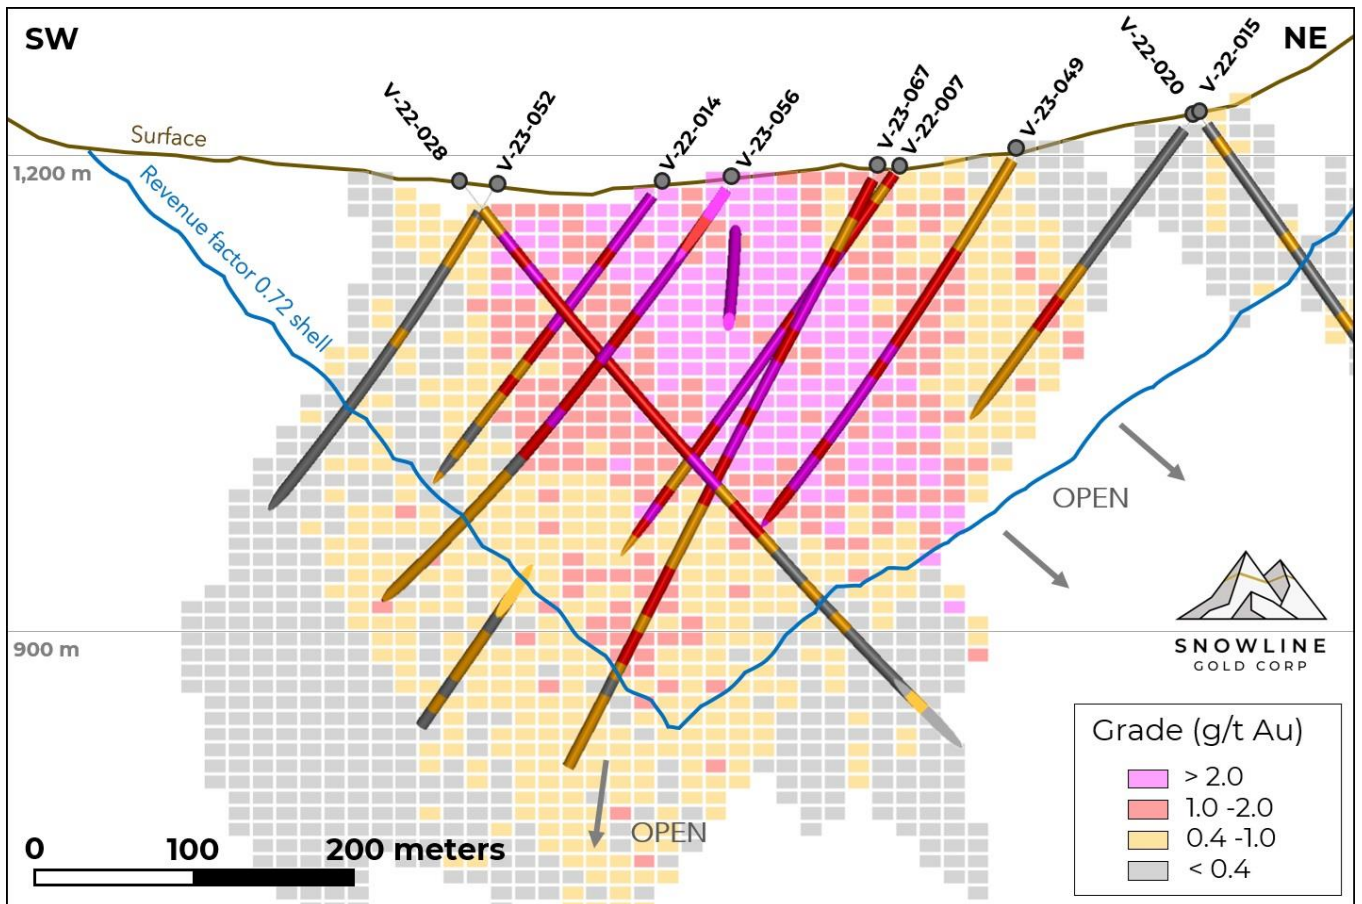 SW
NE
V-22-028
V-23-052
V-22-014
V-23-056
V-23-067
V-22-007
V-23-049
V-22-020
V-22-015
Surface
1,200 m
Revenue factor 0.72 shell
OPEN
900 m
SNOWLINE
GOLD CORP
Grade (g/t Au)
> 2.0
1.0 -2.0
0.4 -1.0
< 0.4
OPEN
0 100 200 meters